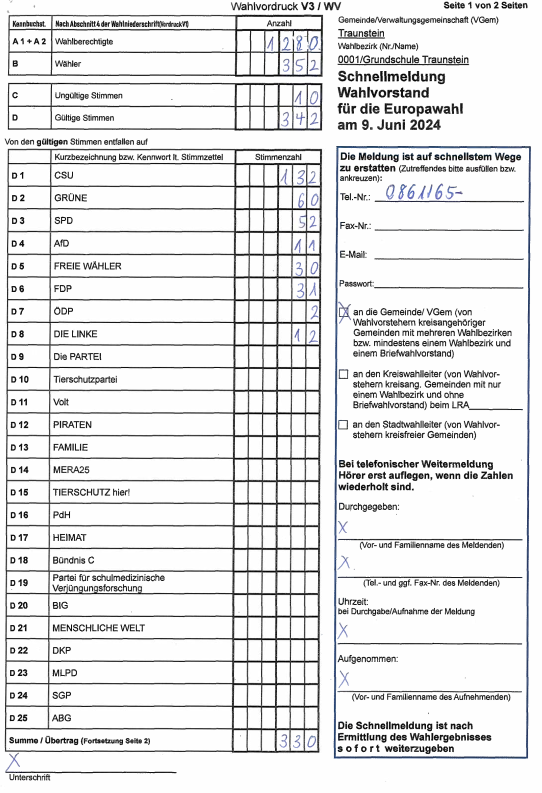 Wahlvordruck V3 / WV
Seite 1 von 2 Seiten
Kennbuchst. Nach Abschnitt 4 der Wahlniederschrift (Vordruck V1) Anzahl
A 1 + A 2 Wahlberechtigte 1280
B Wähler 352
C Ungültige Stimmen 10
D Gültige Stimmen 342
Von den gültigen Stimmen entfallen auf
Kurzbezeichnung bzw. Kennwort lt. Stimmzettel Stimmenzahl
D 1 CSU 132
D 2 GRÜNE 60
D 3 SPD 52
D 4 AfD 11
D 5 FREIE WÄHLER 30
D 6 FDP 31
D 7 ÖDP 2
D 8 DIE LINKE 12
D 9 Die PARTEI
D 10 Tierschutzpartei
D 11 Volt
D 12 PIRATEN
D 13 FAMILIE
D 14 MERA25
D 15 TIERSCHUTZ hier!
D 16 PdH
D 17 HEIMAT
D 18 Bündnis C
D 19 Partei für schulmedizinische
Verjüngungsforschung
D 20 BIG
D 21 MENSCHLICHE WELT
D 22 DKP
D 23 MLPD
D 24 SGP
D 25 ABG
Summe / Übertrag (Fortsetzung Seite 2) 330
X
Unterschrift
Gemeinde/Verwaltungsgemeinschaft (VGem)
Traunstein
Wahlbezirk (Nr./Name)
0001/Grundschule Traunstein
Schnellmeldung
Wahlvorstand
für die Europawahl
am 9. Juni 2024
Die Meldung ist auf schnellstem Wege
zu erstatten (Zutreffendes bitte ausfüllen bzw.
ankreuzen):
Tel.-Nr.: 0861/65-
Fax-Nr.:
E-Mail:
Passwort:
X an die Gemeinde/ VGem (von
Wahlvorstehern kreisangehöriger
Gemeinden mit mehreren Wahlbezirken
bzw. mindestens einem Wahlbezirk und
einem Briefwahlvorstand)
an den Kreiswahlleiter (von Wahlvor-
stehern kreisang. Gemeinden mit nur
einem Wahlbezirk und ohne
Briefwahlvorstand) beim LRA
an den Stadtwahlleiter (von Wahlvor-
stehern kreisfreier Gemeinden)
Bei telefonischer Weitermeldung
Hörer erst auflegen, wenn die Zahlen
wiederholt sind.
Durchgegeben:
X
(Vor- und Familienname des Meldenden)
X
(Tel.- und ggf. Fax-Nr. des Meldenden)
Uhrzeit:
bei Durchgabe/Aufnahme der Meldung
X
Aufgenommen:
X
(Vor- und Familienname des Aufnehmenden)
Die Schnellmeldung ist nach
Ermittlung des Wahlergebnisses
sofort weiterzugeben